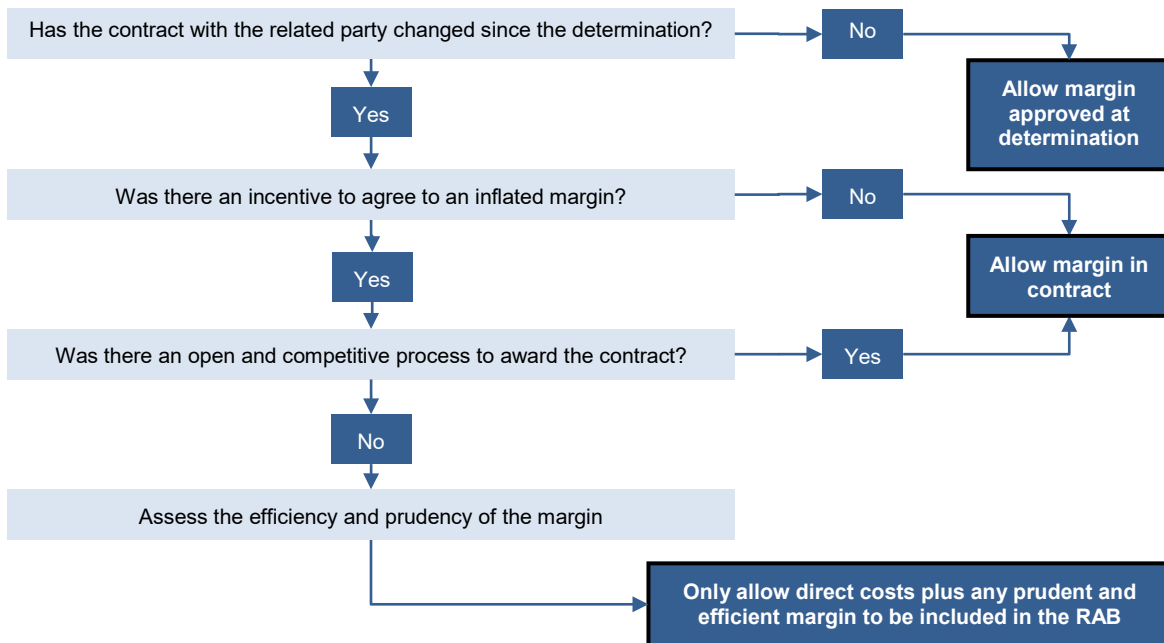 Has the contract with the related party changed since the determination?
No
Allow margin
approved at
determination
Yes
Was there an incentive to agree to an inflated margin?
No
Allow margin in
contract
Yes
Was there an open and competitive process to award the contract?
Yes
No
Assess the efficiency and prudency of the margin
Only allow direct costs plus any prudent and
efficient margin to be included in the RAB